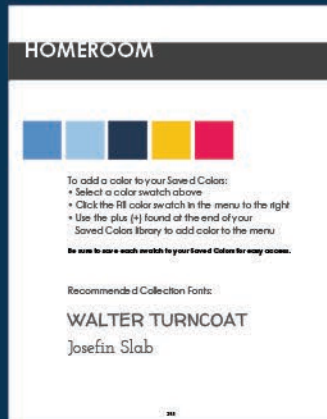 HOMEROOM
To add a color to your Saved Colors:
• Select a color swatch above
• Click the Fill color swatch in the menu to the right
• Use the plus (+) found at the end of your
Saved Colors library to add color to the menu
Be sure to save each swatch to your Saved Colors for easy access.
Recommended Collection Fonts:
WALTER TURNCOAT
Josefin Slab